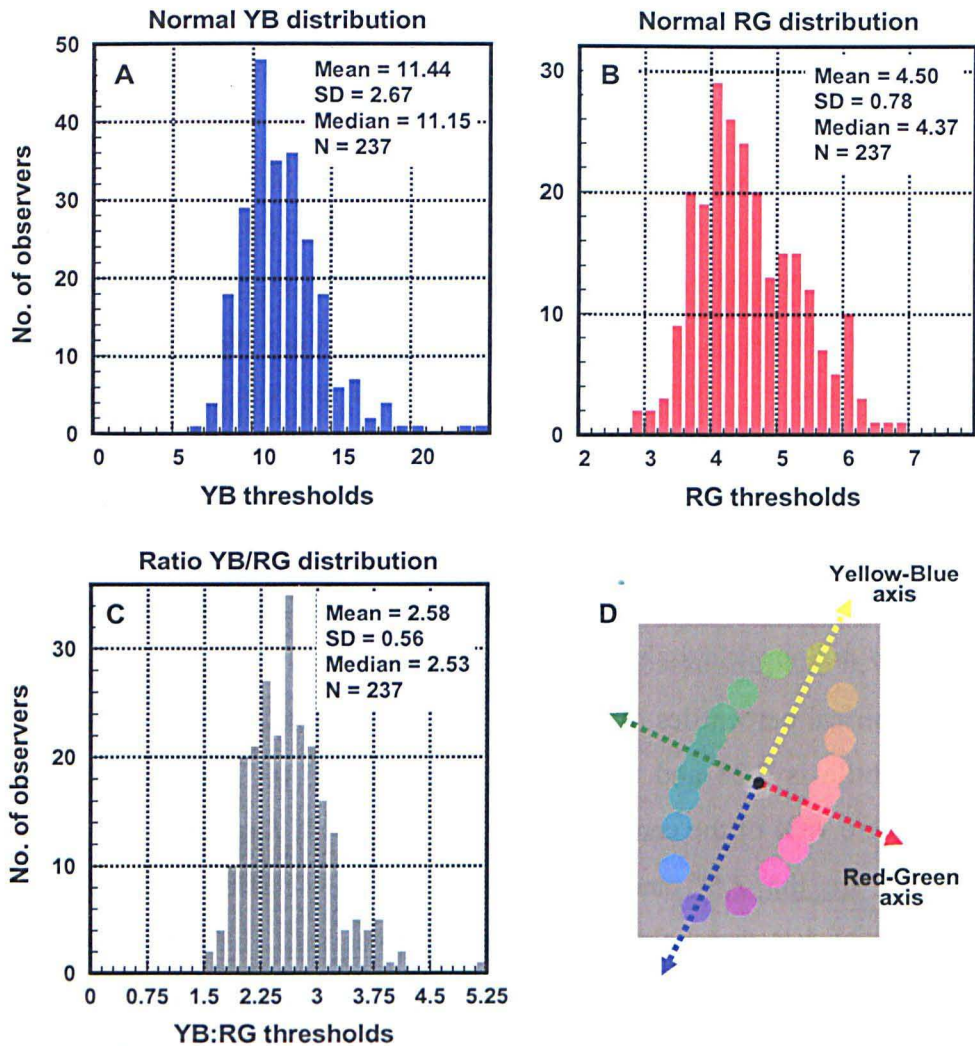 Normal YB distribution
50
40
30
20
10
0
No. of observers
A
Mean = 11.44
SD = 2.67
Median = 11.15
N = 237
0 5 10 15 20
YB thresholds
Normal RG distribution
30
20
10
0
B
Mean = 4.50
SD = 0.78
Median = 4.37
N = 237
2 3 4 5 6 7
RG thresholds
Ratio YB/RG distribution
30
20
10
0
No. of observers
C
Mean = 2.58
SD = 0.56
Median = 2.53
N = 237
0 0.75 1.5 2.25 3 3.75 4.5 5.25
YB:RG thresholds
D
Yellow-Blue
axis
Red-Green
axis